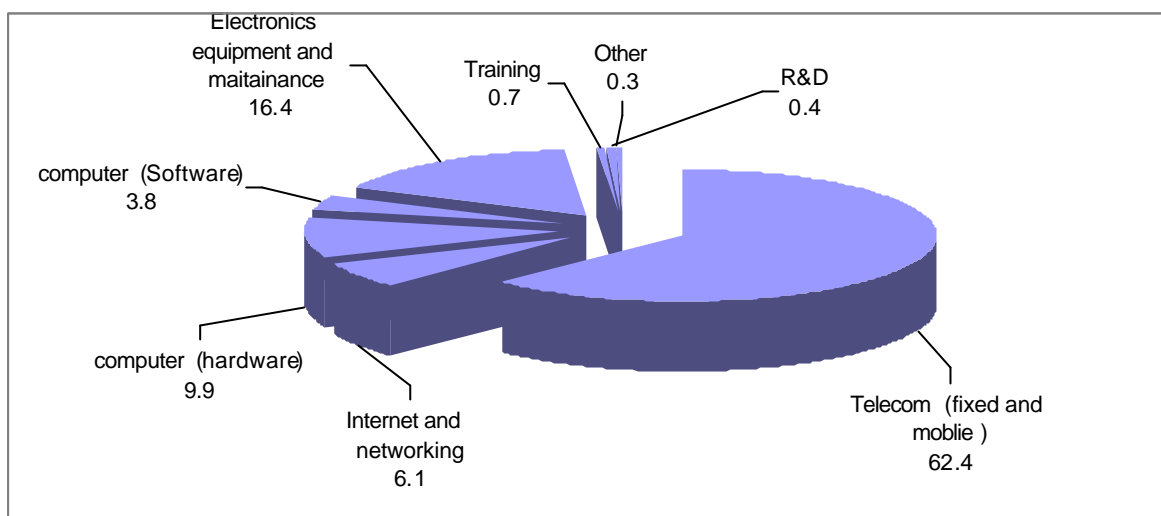 Electronics
equipment and
maitainance
16.4
Training
0.7
Other
0.3
R&D
0.4
computer (Software)
3.8
computer (hardware)
9.9
Internet and
networking
6.1
Telecom (fixed and
moblie )
62.4